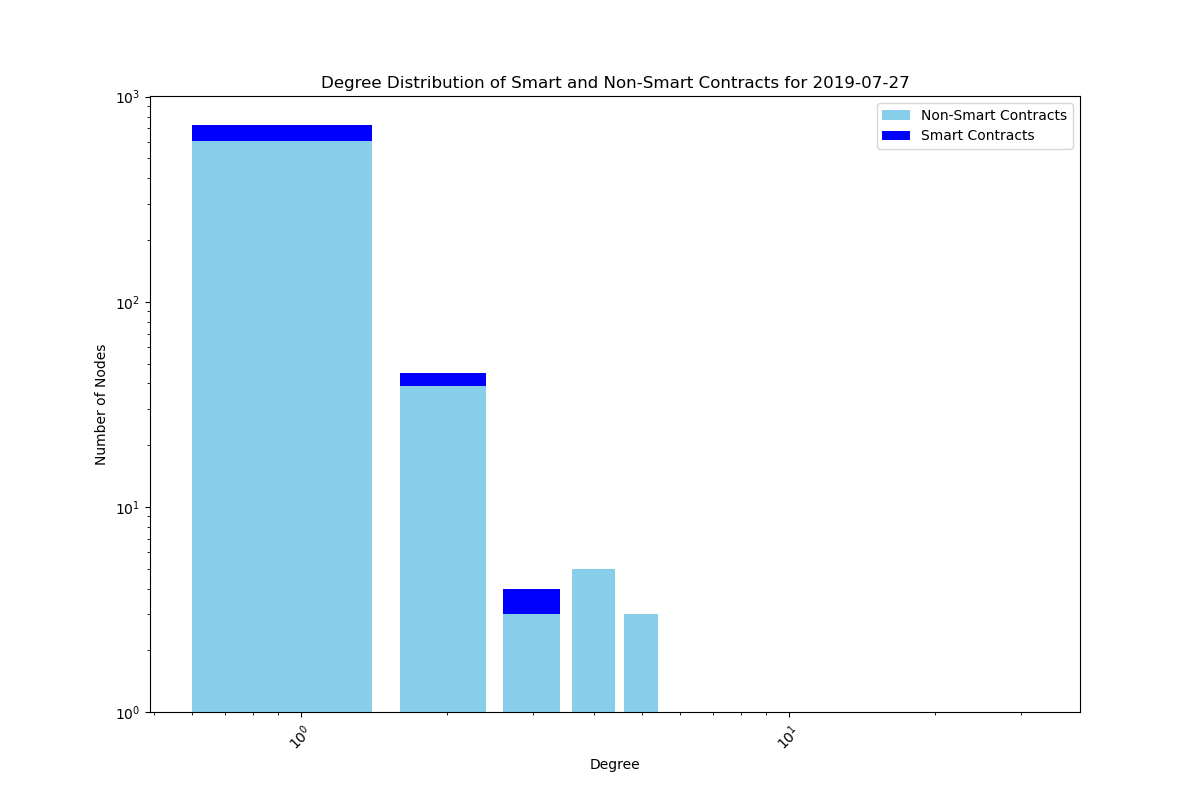 Degree Distribution of Smart and Non-Smart Contracts for 2019-07-27
Non-Smart Contracts
Smart Contracts
Number of Nodes
10³
10²
10¹
10⁰
10⁰
10¹
Degree